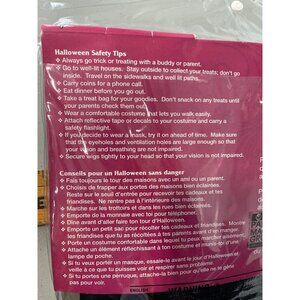 Halloween Safety Tips
❖ Always go trick or treating with a buddy or parent.
❖ Go to well-lit houses. Stay outside to collect your treats; don't go
inside. Travel on the sidewalks and well lit paths.
❖ Carry coins for a phone call.
❖ Eat dinner before you go out.
❖ Take a treat bag for your goodies. Don't snack on any treats until
your parents check them out.
❖ Wear a comfortable costume that lets you walk easily.
❖ Attach reflective tape or decals to your costume and carry a
safety flashlight.
❖ If you decide to wear a mask, try it on ahead of time. Make sure
that the eyeholes and ventilation holes are large enough so that
your vision and breathing are not impaired.
❖ Secure wigs tightly to your head so that your vision is not impaired.
Conseils pour un Halloween sans danger
❖ Fais toujours le tour des maisons avec un ami ou un parent.
❖ Choisis de frapper aux portes des maisons bien éclairées.
Reste sur le seuil d'entrée pour recevoir tes cadeaux et tes
friandises. Ne rentre pas à l'intérieur des maisons.
❖ Marche sur les trottoirs et dans les rues bien éclairées.
❖ Emporte de la monnaie avec toi pour téléphoner.
❖ Dîne avant d'aller faire ton tour d'Halloween.
❖ Emporte un petit sac pour récolter tes cadeaux et friandises. Montre
les friandises que tu as récoltées à tes parents avant d'en manger.
❖ Porte un costume confortable dans lequel tu peux marcher aisément.
❖ Attache un élément réfléchissant à ton costume et munis-toi d'une
lampe de poche.
❖ Si tu veux porter un masque, essaie-le avant le jour d'Halloween et
veille à ce que tu puisses voir et respirer sans problème.
❖ Si tu portes une perruque, attache-la bien pour qu'elle ne gêne
pas ta vision.
ENGLISH